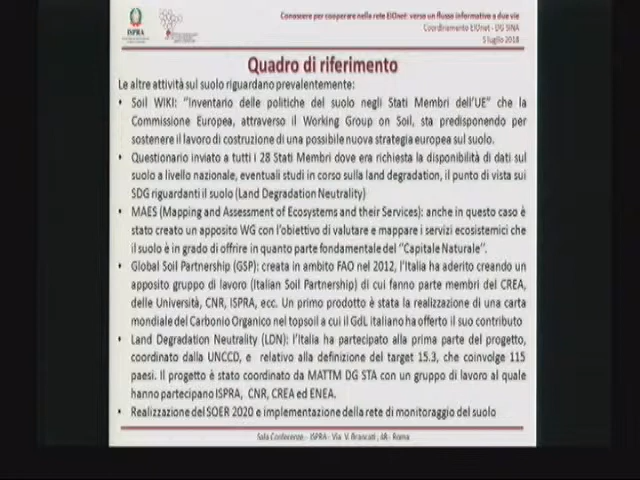 Conoscere per cooperare nella rete EIOnet: verso un flusso informativo a due vie
Coordinamento EIOnet - DG SINA
5 luglio 2018
ISPRA
Quadro di riferimento
Le altre attività sul suolo riguardano prevalentemente:
• Soil WIKI: "Inventario delle politiche del suolo negli Stati Membri dell'UE" che la
Commissione Europea, attraverso il Working Group on Soil, sta predisponendo per
sostenere il lavoro di costruzione di una possibile nuova strategia europea sul suolo.
• Questionario inviato a tutti i 28 Stati Membri dove era richiesta la disponibilità di dati sul
suolo a livello nazionale, eventuali studi in corso sulla land degradation, il punto di vista sui
SDG riguardanti il suolo (Land Degradation Neutrality)
• MAES (Mapping and Assessment of Ecosystems and their Services): anche in questo caso è
stato creato un apposito WG con l'obiettivo di valutare e mappare i servizi ecosistemici che
il suolo è in grado di offrire in quanto parte fondamentale del "Capitale Naturale".
• Global Soil Partnership (GSP): creata in ambito FAO nel 2012, l'Italia ha aderito creando un
apposito gruppo di lavoro (Italian Soil Partnership) di cui fanno parte membri del CREA,
delle Università, CNR, ISPRA, ecc. Un primo prodotto è stata la realizzazione di una carta
mondiale del Carbonio Organico nel topsoil a cui il GdL italiano ha offerto il suo contributo
• Land Degradation Neutrality (LDN): l'Italia ha partecipato alla prima parte del progetto,
coordinato dalla UNCCD, e relativo alla definizione del target 15.3, che coinvolge 115
paesi. Il progetto è stato coordinato da MATTM DG STA con un gruppo di lavoro al quale
hanno partecipano ISPRA, CNR, CREA ed ENEA.
• Realizzazione del SOER 2020 e implementazione della rete di monitoraggio del suolo
Sala Conferenze - ISPRA - Via V. Brancati, 48 - Roma